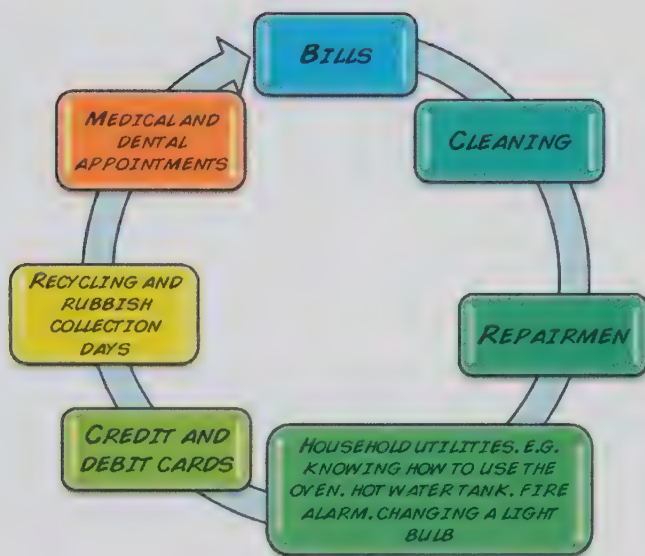 BILLS
CLEANING
REPAIRMEN
HOUSEHOLD UTILITIES. E.G.
KNOWING HOW TO USE THE
OVEN. HOT WATER TANK. FIRE
ALARM. CHANGING A LIGHT
BULB
CREDIT AND
DEBIT CARDS
RECYCLING AND
RUBBISH
COLLECTION
DAYS
MEDICAL AND
DENTAL
APPOINTMENTS